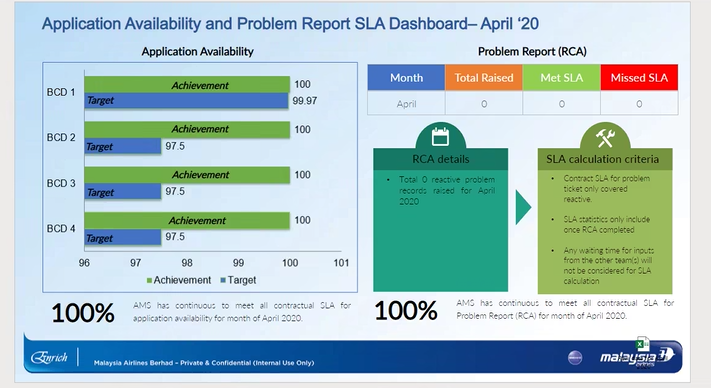 Application Availability and Problem Report SLA Dashboard– April ‘20
Application Availability
BCD 1
Achievement
100
Target
99.97
BCD 2
Achievement
100
Target
97.5
BCD 3
Achievement
100
Target
97.5
BCD 4
Achievement
100
Target
97.5
96 97 98 99 100 101
Achievement Target
100%
AMS has continuous to meet all contractual SLA for
application availability for month of April 2020.
Problem Report (RCA)
Month Total Raised Met SLA Missed SLA
April 0 0 0
RCA details
• Total 0 reactive problem
records raised for April
2020
SLA calculation criteria
• Contract SLA for problem
ticket only covered
reactive.
• SLA statistics only include
once RCA completed
• Any waiting time for inputs
from the other team(s) will
not be considered for SLA
calculation
100%
AMS has continuous to meet all contractual SLA for
Problem Report (RCA) for month of April 2020.
Enrich
Malaysia Airlines Berhad – Private & Confidential (Internal Use Only)
malaysia